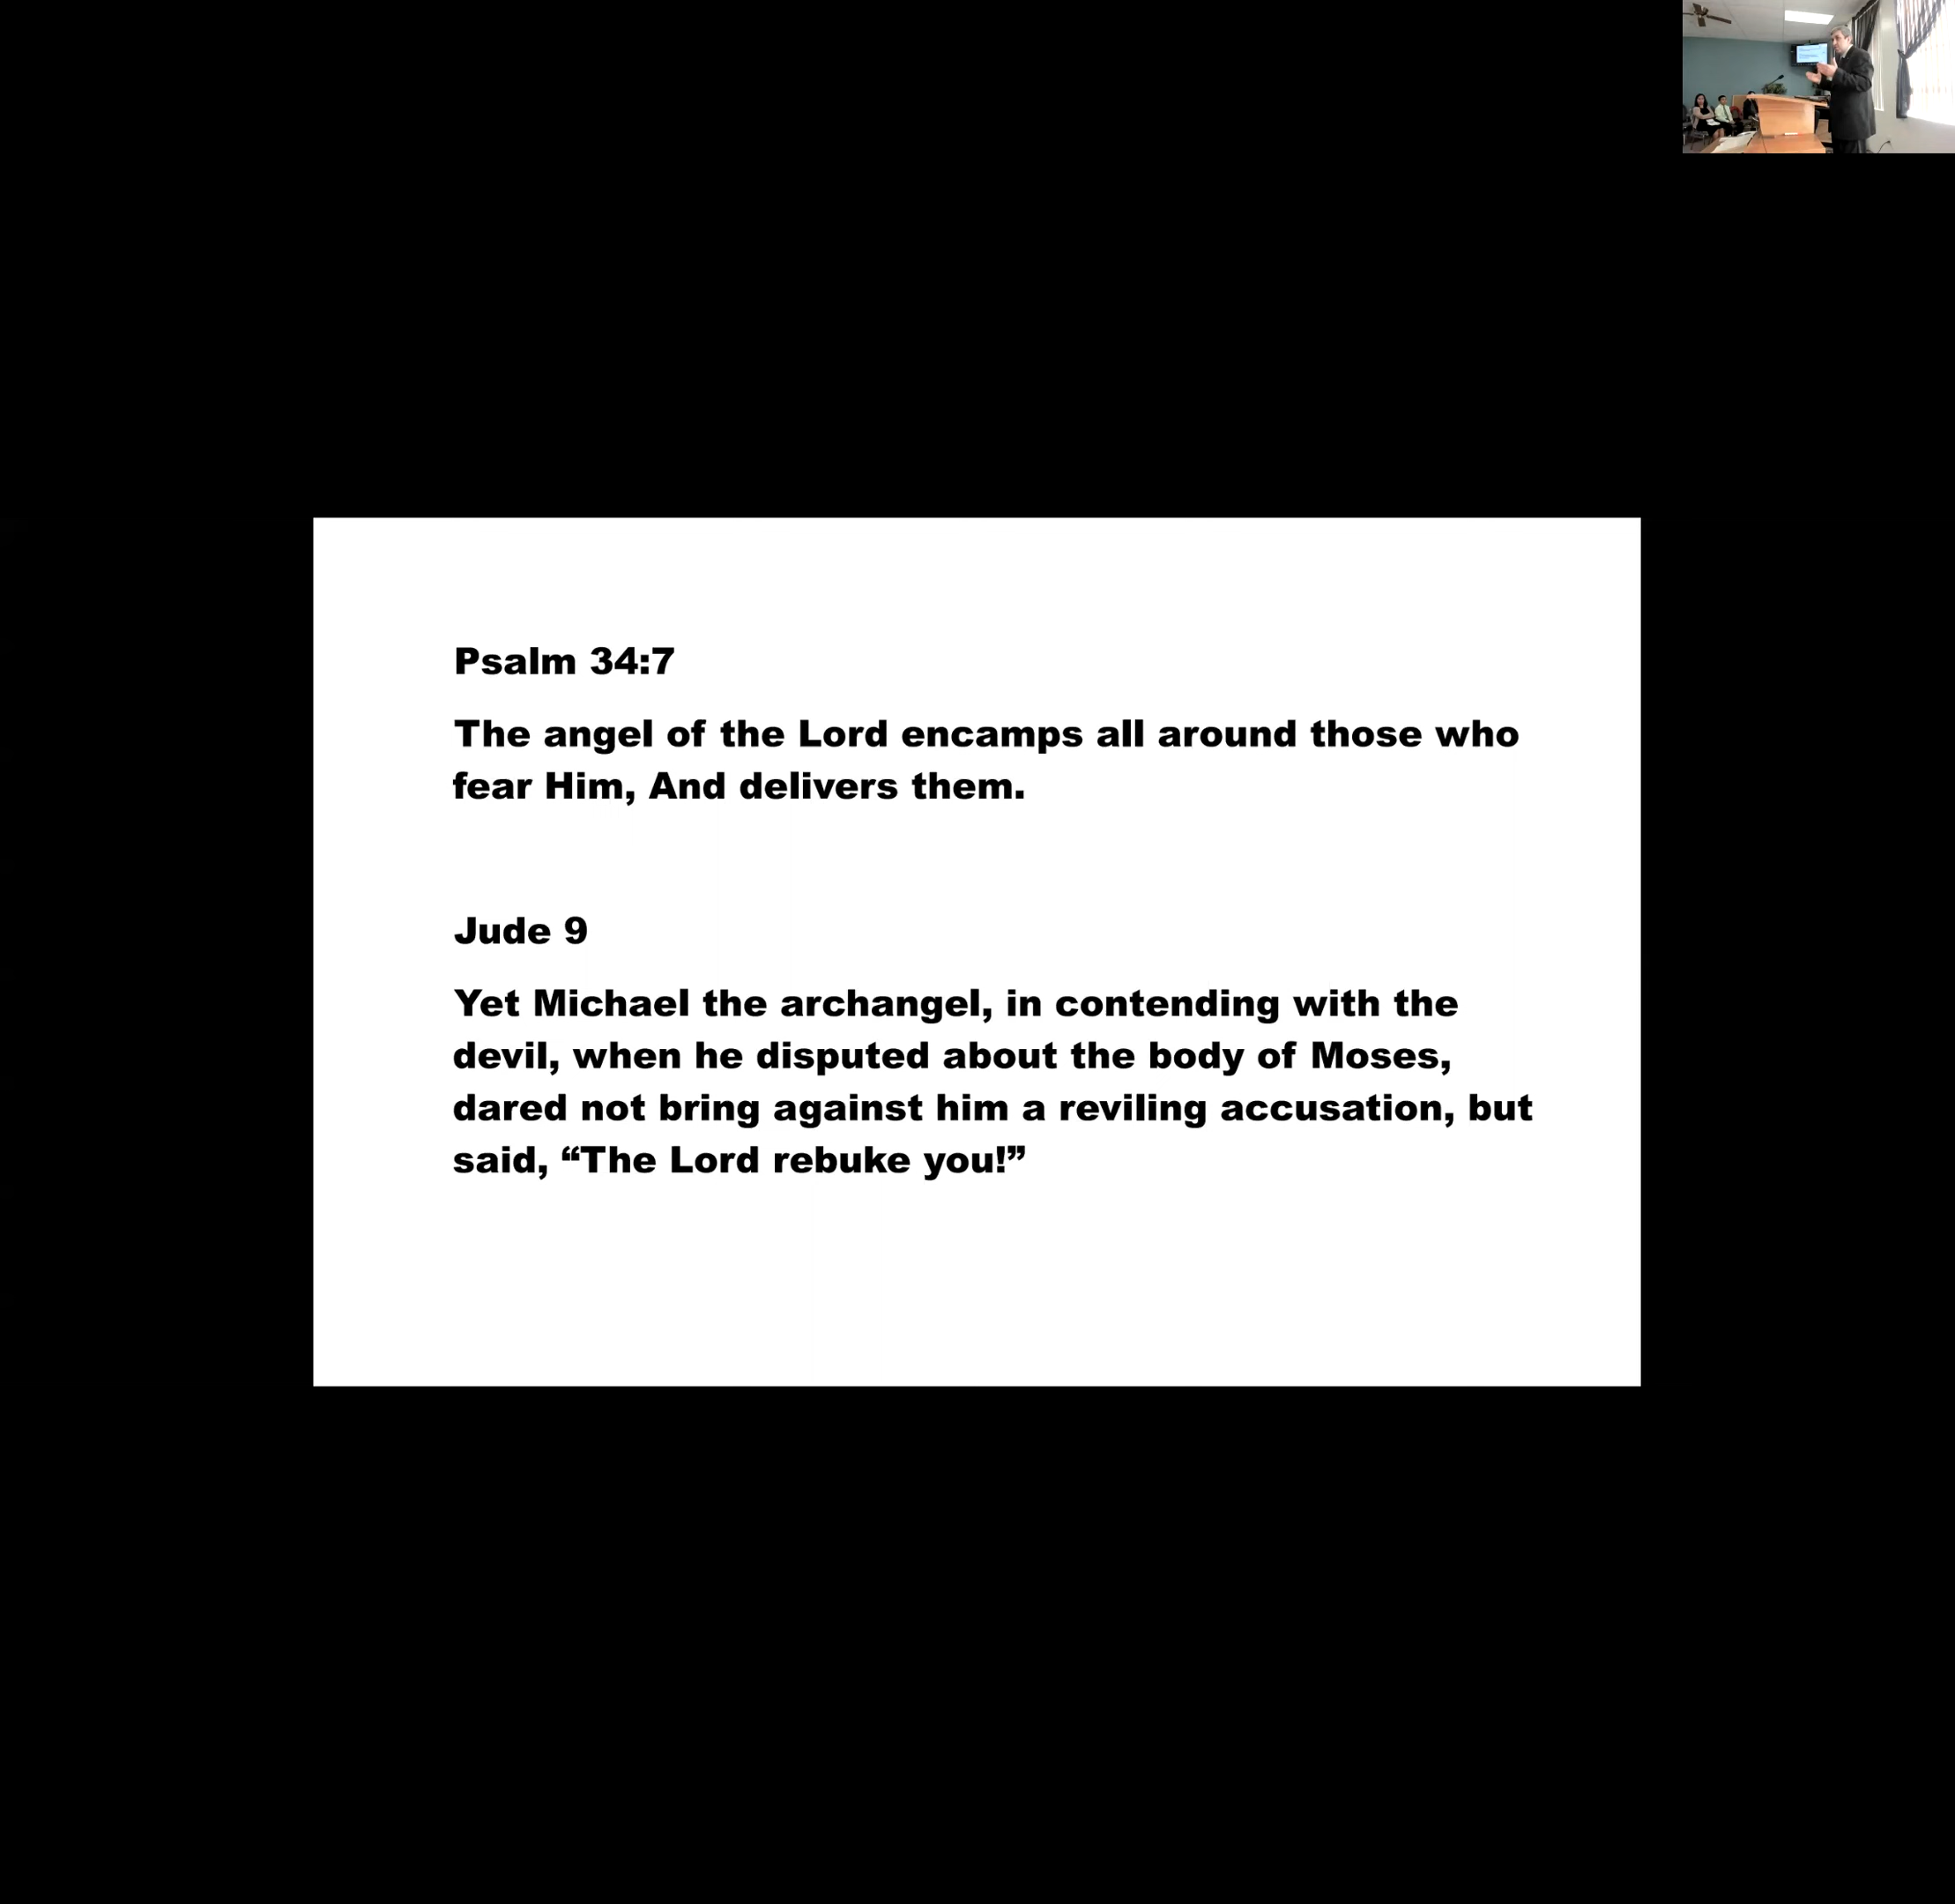 Psalm 34:7
The angel of the Lord encamps all around those who
fear Him, And delivers them.
Jude 9
Yet Michael the archangel, in contending with the
devil, when he disputed about the body of Moses,
dared not bring against him a reviling accusation, but
said, “The Lord rebuke you!”